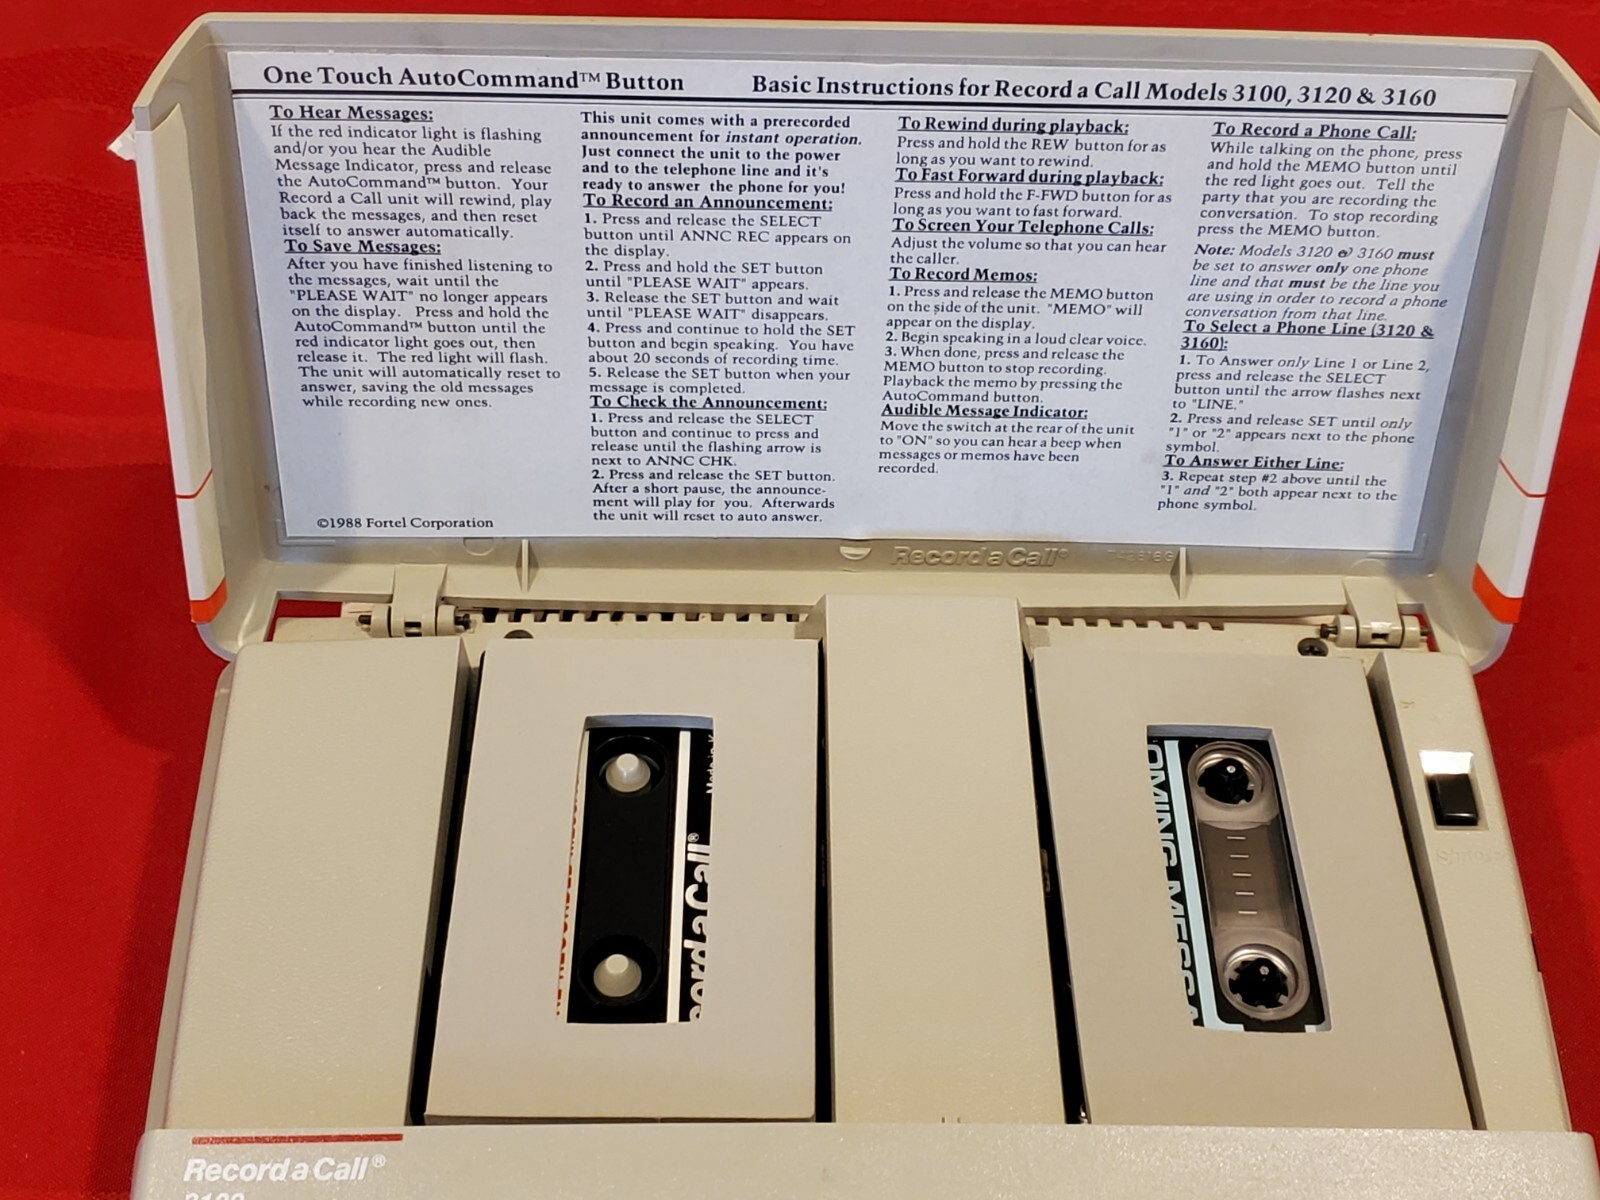 One Touch AutoCommand™ Button
Basic Instructions for Record a Call Models 3100, 3120 & 3160
To Hear Messages:
If the red indicator light is flashing
and/or you hear the Audible
Message Indicator, press and release
the AutoCommand™ button. Your
Record a Call unit will rewind, play
back the messages, and then reset
itself to answer automatically.
To Save Messages:
After you have finished listening to
the messages, wait until the
"PLEASE WAIT" no longer appears
on the display. Press and hold the
AutoCommand™ button until the
red indicator light goes out, then
release it. The red light will flash.
The unit will automatically reset to
answer, saving the old messages
while recording new ones.
©1988 Fortel Corporation
This unit comes with a prerecorded
announcement for instant operation.
Just connect the unit to the power
and to the telephone line and it's
ready to answer the phone for you!
To Record an Announcement:
1. Press and release the SELECT
button until ANNC REC appears on
the display.
2. Press and hold the SET button
until "PLEASE WAIT" appears.
3. Release the SET button and wait
until "PLEASE WAIT" disappears.
4. Press and continue to hold the SET
button and begin speaking. You have
about 20 seconds of recording time.
5. Release the SET button when your
message is completed.
To Check the Announcement:
1. Press and release the SELECT
button and continue to press and
release until the flashing arrow is
next to ANNC CHK.
2. Press and release the SET button.
After a short pause, the announce-
ment will play for you. Afterwards
the unit will reset to auto answer.
To Rewind during playback:
Press and hold the REW button for as
long as you want to rewind.
To Fast Forward during playback:
Press and hold the F-FWD button for as
long as you want to fast forward.
To Screen Your Telephone Calls:
Adjust the volume so that you can hear
the caller.
To Record Memos:
1. Press and release the MEMO button
on the side of the unit. "MEMO" will
appear on the display.
2. Begin speaking in a loud clear voice.
3. When done, press and release the
MEMO button to stop recording.
Playback the memo by pressing the
AutoCommand button.
Audible Message Indicator:
Move the switch at the rear of the unit
to "ON" so you can hear a beep when
messages or memos have been
recorded.
To Record a Phone Call:
While talking on the phone, press
and hold the MEMO button until
the red light goes out. Tell the
party that you are recording the
conversation. To stop recording
press the MEMO button.
Note: Models 3120 & 3160 must
be set to answer only one phone
line and that must be the line you
are using in order to record a phone
conversation from that line.
To Select a Phone Line (3120 &
3160):
1. To Answer only Line 1 or Line 2,
press and release the SELECT
button until the arrow flashes next
to "LINE."
2. Press and release SET until only
"1" or "2" appears next to the phone
symbol.
To Answer Either Line:
3. Repeat step #2 above until the
"1" and "2" both appear next to the
phone symbol.
Record a Call®
Made in
ord a Call®
OMING MESSA
Record a Call®
3100